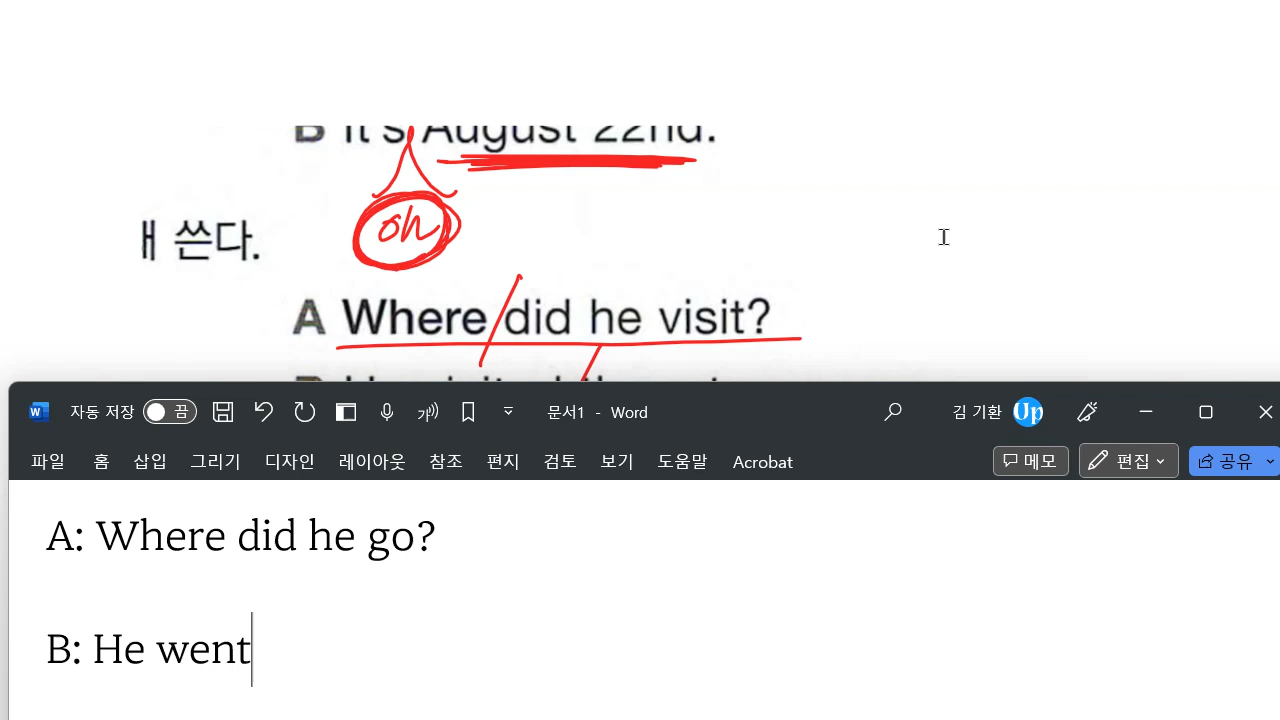 B It's August 22nd.
on
ㅐ 쓴다.
A Where did he visit?
자동 저장 끔 가 문서1 - Word 김 기환 Up
파일 홈 삽입 그리기 디자인 레이아웃 참조 편지 검토 보기 도움말 Acrobat 메모 편집 공유
A: Where did he go?
B: He went